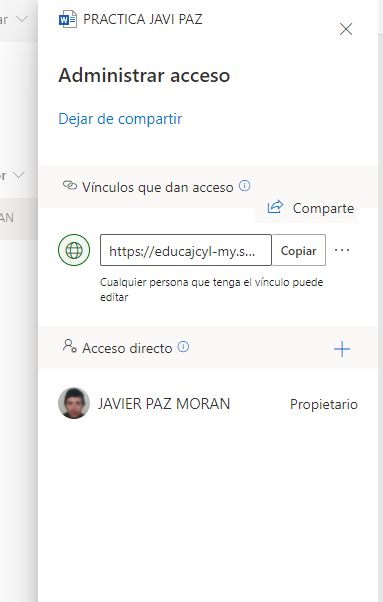 ar
PRACTICA JAVI PAZ
Administrar acceso
Dejar de compartir
or
Vínculos que dan acceso
Comparte
AN
https://educajcyl-my.s...
Copiar
Cualquier persona que tenga el vínculo puede
editar
Acceso directo
JAVIER PAZ MORAN
Propietario